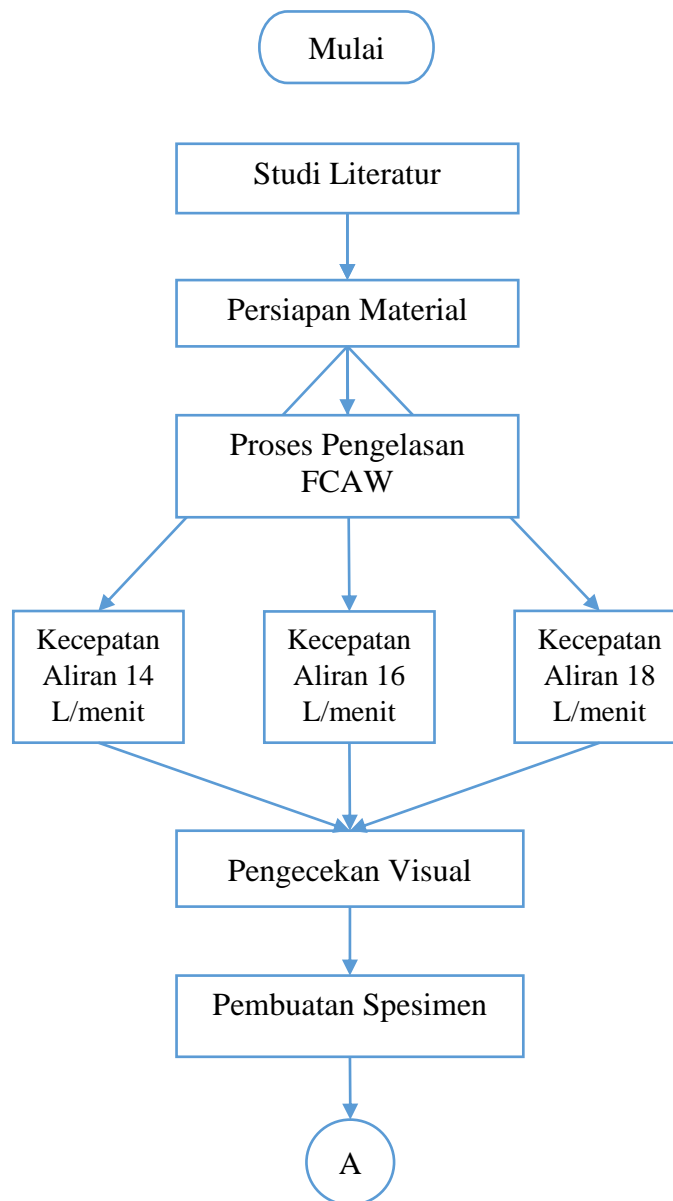 Mulai
Studi Literatur
Persiapan Material
Proses Pengelasan
FCAW
Kecepatan
Aliran 14
L/menit
Kecepatan
Aliran 16
L/menit
Kecepatan
Aliran 18
L/menit
Pengecekan Visual
Pembuatan Spesimen
A